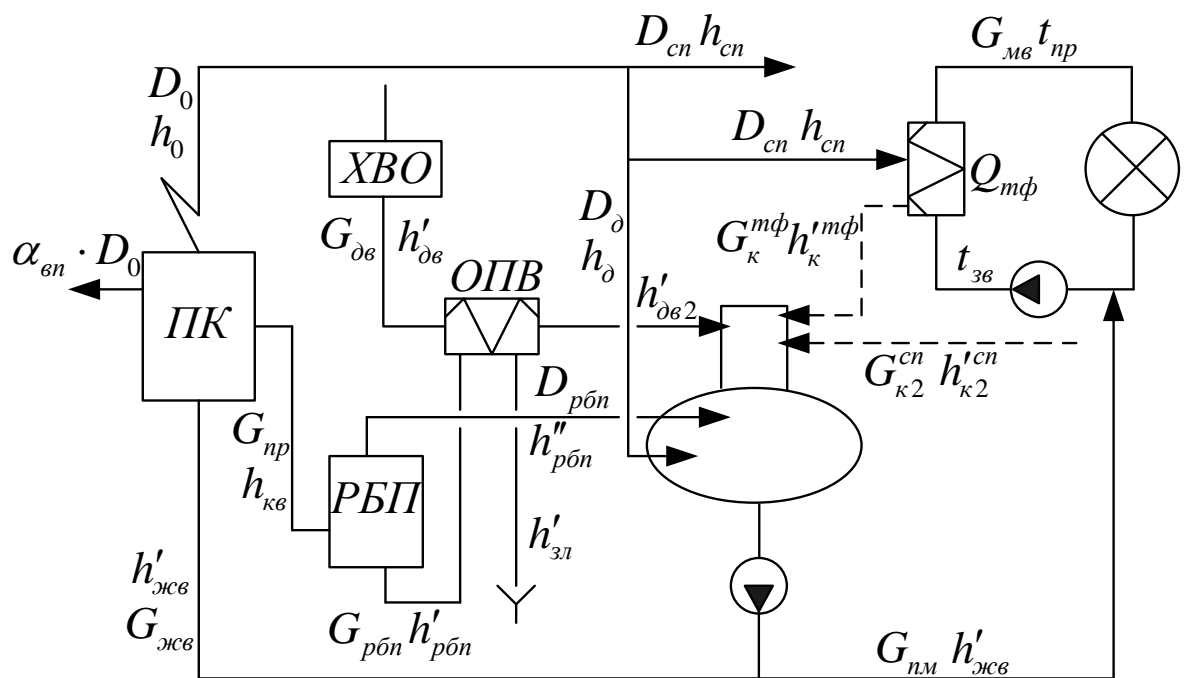 D_сп h_сп
G_мв t_пр
D_0
h_0
ХВО
D_сп h_сп
Q_тф
G_дв h'_дв
D_д
h_д
G_к^тф h'_к^тф
α_вп · D_0
ОПВ
t_зв
ПК
h'_дв2
G_к2^сп h'_к2^сп
D_рбп
G_пр
h''_рбп
h_кв
РБП
h'_зл
h'_жв
G_жв
G_рбп h'_рбп
G_пм h'_жв